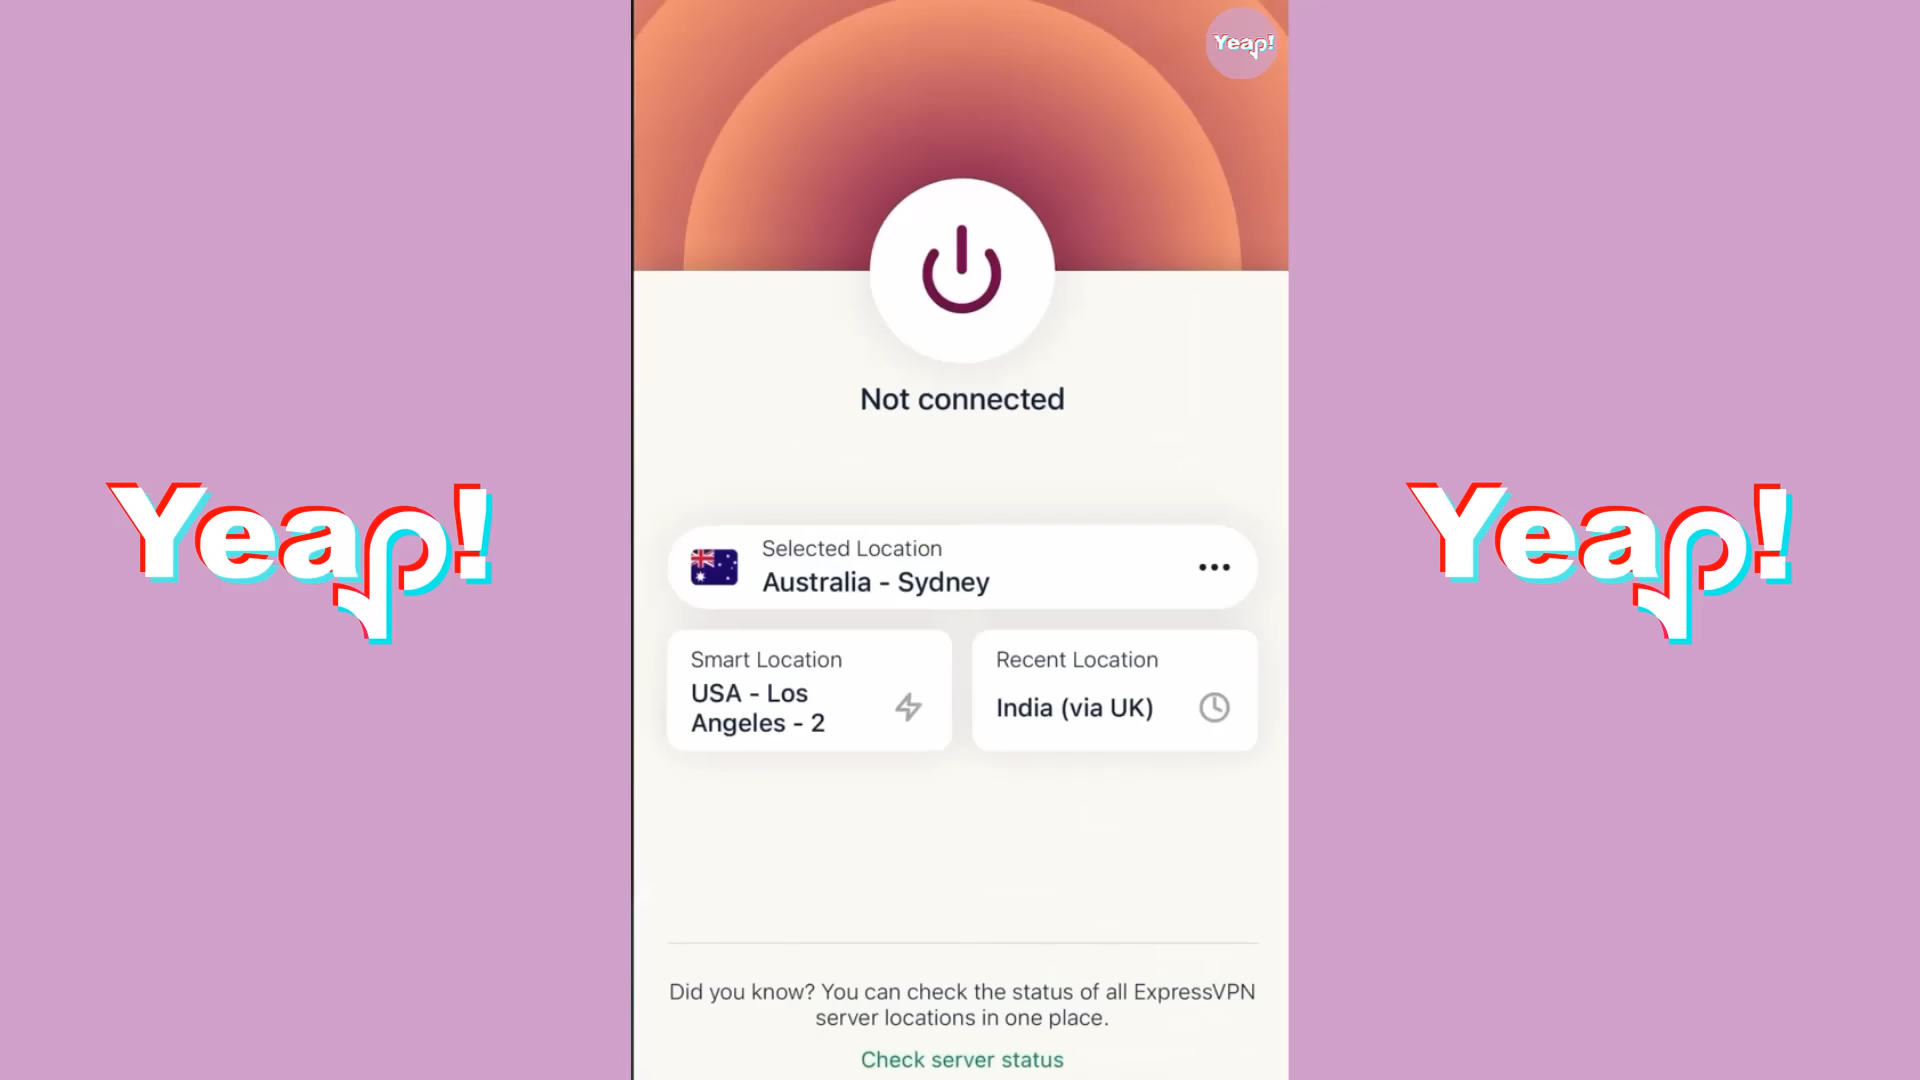 Yeap!
Not connected
Yeap!
Yeap!
Selected Location
Australia - Sydney
Smart Location
USA - Los
Angeles - 2
Recent Location
India (via UK)
Did you know? You can check the status of all ExpressVPN
server locations in one place.
Check server status